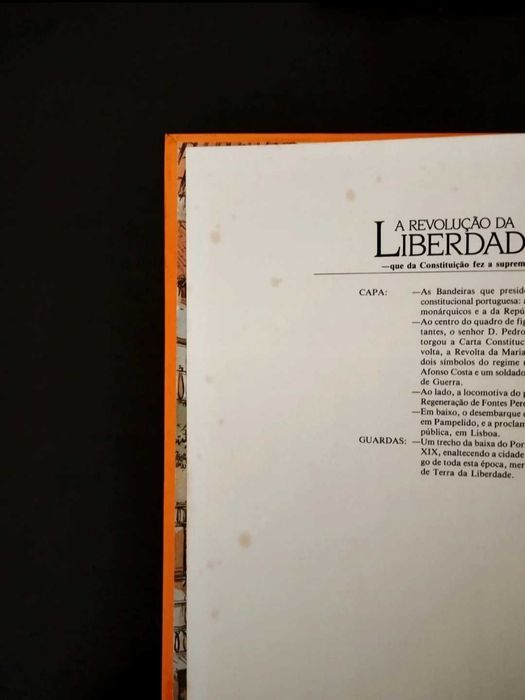 A REVOLUÇÃO DA
LIBERDAD
—que da Constituição fez a suprem
CAPA: —As Bandeiras que presid
constitucional portuguesa:
monárquicos e a da Repú
—Ao centro do quadro de fig
tantes, o senhor D. Pedro
torgou a Carta Constituc
volta, a Revolta da Maria
dois símbolos do regime
Afonso Costa e um soldado
de Guerra.
—Ao lado, a locomotiva do
Regeneração de Fontes Per
—Em baixo, o desembarque
em Pampelido, e a proclam
pública, em Lisboa.
GUARDAS: —Um trecho da baixa do Por
XIX, enaltecendo a cidade
go de toda esta época, mer
de Terra da Liberdade.